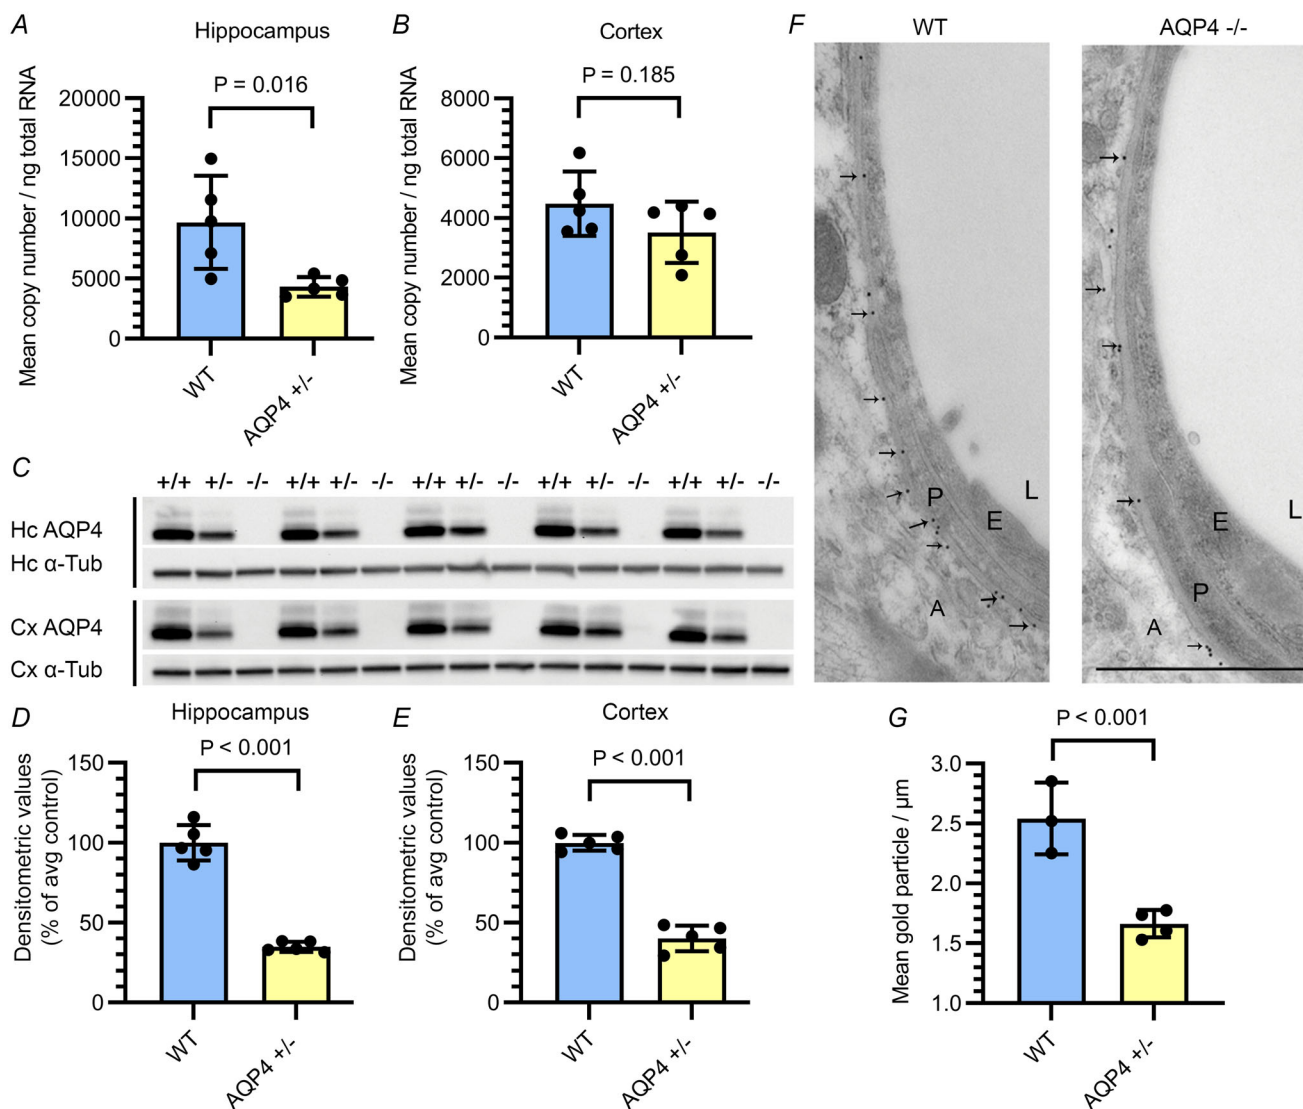 A
Hippocampus
P = 0.016
Mean copy number / ng total RNA
20000
15000
10000
5000
0
WT
AQP4 +/-
B
Cortex
P = 0.185
Mean copy number / ng total RNA
8000
6000
4000
2000
0
WT
AQP4 +/-
C
+/+ +/- -/- +/+ +/- -/- +/+ +/- -/- +/+ +/- -/- +/+ +/- -/-
Hc AQP4
Hc α-Tub
Cx AQP4
Cx α-Tub
D
Hippocampus
P < 0.001
Densitometric values
(% of avg control)
150
100
50
0
WT
AQP4 +/-
E
Cortex
P < 0.001
Densitometric values
(% of avg control)
150
100
50
0
WT
AQP4 +/-
F
WT
P
E
L
A
AQP4 -/-
E
L
P
A
G
P < 0.001
Mean gold particle / µm
3.0
2.5
2.0
1.5
1.0
WT
AQP4 +/-